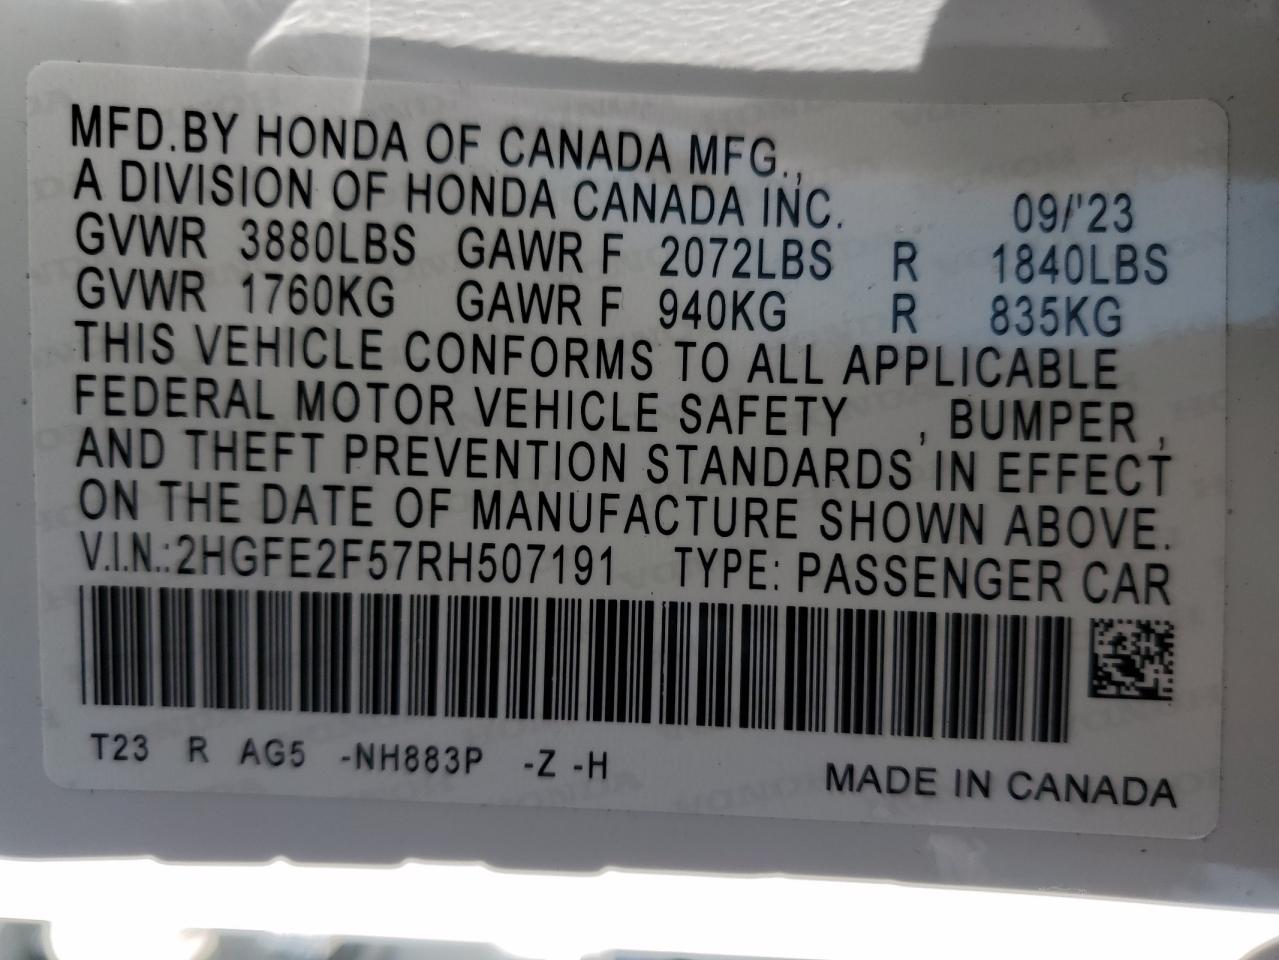 MFD.BY HONDA OF CANADA MFG.,
A DIVISION OF HONDA CANADA INC. 09/'23
GVWR 3880LBS GAWR F 2072LBS R 1840LBS
GVWR 1760KG GAWR F 940KG R 835KG
THIS VEHICLE CONFORMS TO ALL APPLICABLE
FEDERAL MOTOR VEHICLE SAFETY , BUMPER ,
AND THEFT PREVENTION STANDARDS IN EFFECT
ON THE DATE OF MANUFACTURE SHOWN ABOVE.
V.I.N.:2HGFE2F57RH507191 TYPE: PASSENGER CAR
T23 R AG5 -NH883P -Z -H
MADE IN CANADA